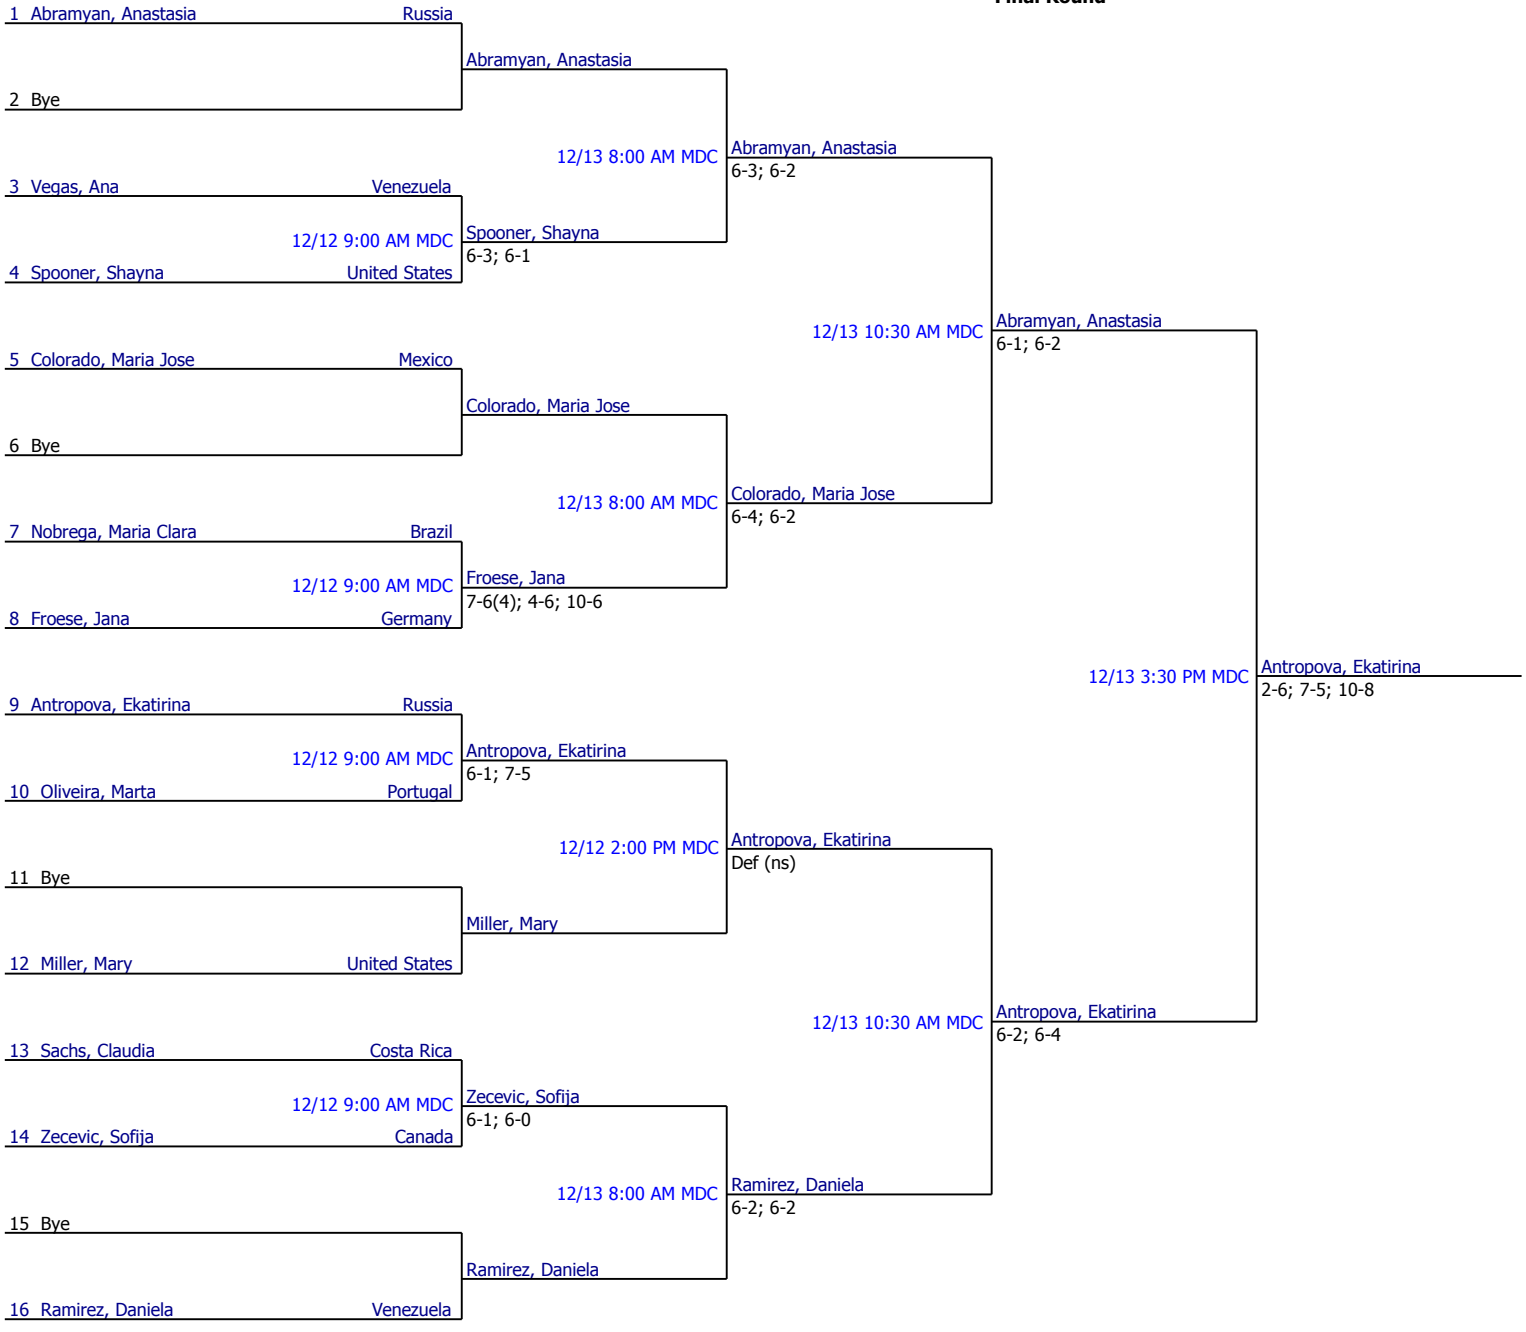 Final Round
1 Abramyan, Anastasia Russia
Abramyan, Anastasia
2 Bye
12/13 8:00 AM MDC Abramyan, Anastasia
6-3; 6-2
3 Vegas, Ana Venezuela
12/12 9:00 AM MDC Spooner, Shayna
6-3; 6-1
4 Spooner, Shayna United States
12/13 10:30 AM MDC Abramyan, Anastasia
6-1; 6-2
5 Colorado, Maria Jose Mexico
Colorado, Maria Jose
6 Bye
12/13 8:00 AM MDC Colorado, Maria Jose
6-4; 6-2
7 Nobrega, Maria Clara Brazil
12/12 9:00 AM MDC Froese, Jana
7-6(4); 4-6; 10-6
8 Froese, Jana Germany
12/13 3:30 PM MDC Antropova, Ekatirina
2-6; 7-5; 10-8
9 Antropova, Ekatirina Russia
12/12 9:00 AM MDC Antropova, Ekatirina
6-1; 7-5
10 Oliveira, Marta Portugal
12/12 2:00 PM MDC Antropova, Ekatirina
Def (ns)
11 Bye
Miller, Mary
12 Miller, Mary United States
12/13 10:30 AM MDC Antropova, Ekatirina
6-2; 6-4
13 Sachs, Claudia Costa Rica
12/12 9:00 AM MDC Zecevic, Sofija
6-1; 6-0
14 Zecevic, Sofija Canada
12/13 8:00 AM MDC Ramirez, Daniela
6-2; 6-2
15 Bye
Ramirez, Daniela
16 Ramirez, Daniela Venezuela